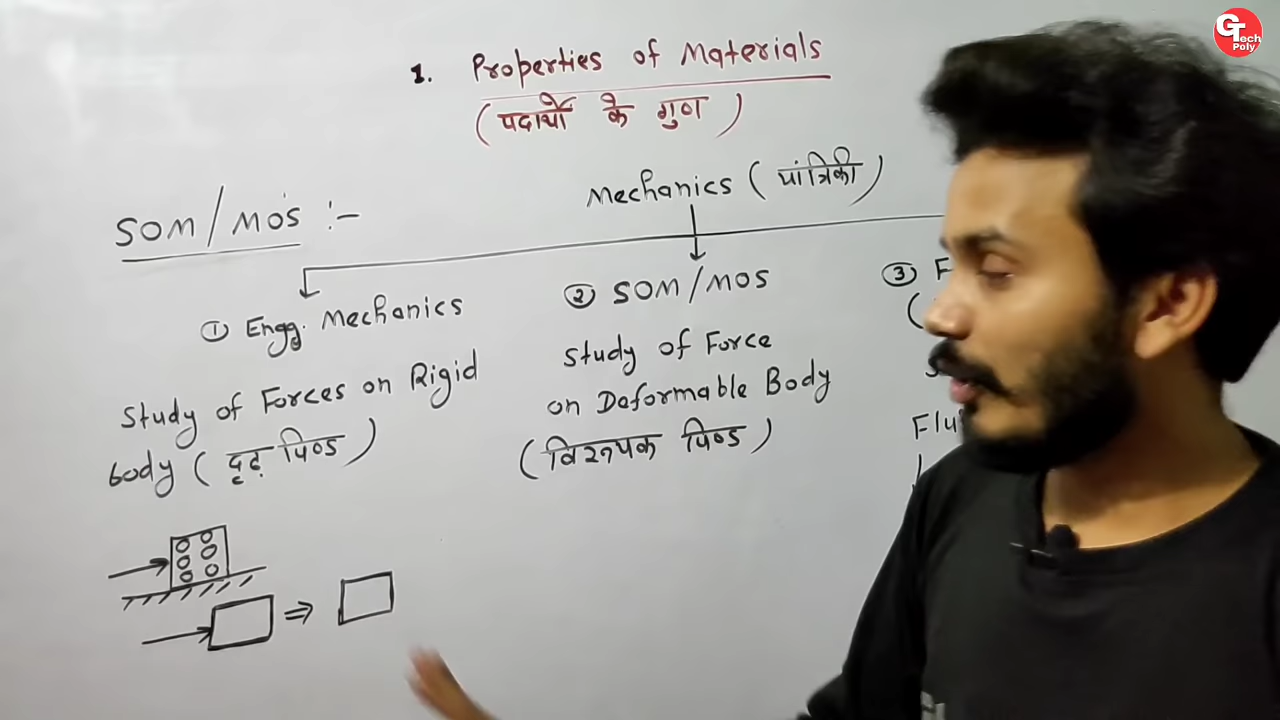 GTech Poly
1. Properties of Materials
(पदार्थों के गुण)
SOM/MOS :-
Mechanics (यांत्रिकी)
① Engg. Mechanics
Study of Forces on Rigid
body (दृढ़ पिण्ड)
② SOM/MOS
Study of Force
on Deformable Body
(विरूपक पिण्ड)
③ F
Flu